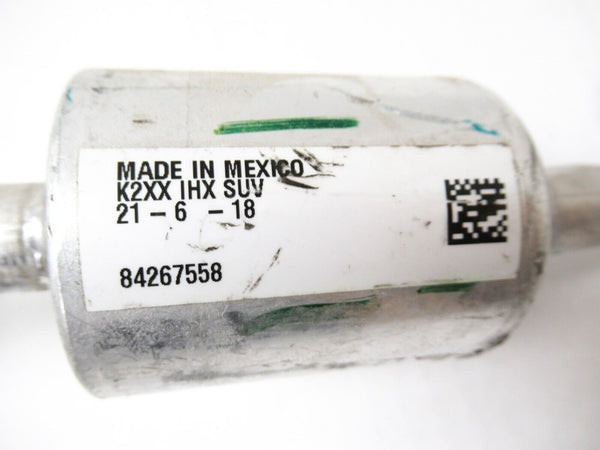 MADE IN MEXICO
K2XX IHX SUV
21 - 6 - 18
84267558